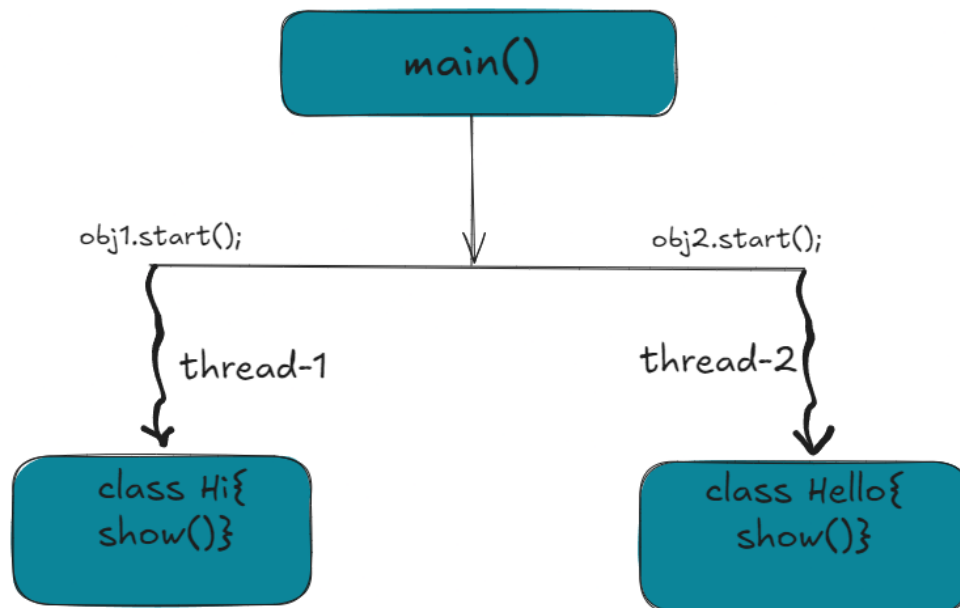 main()
obj1.start();
obj2.start();
thread-1
thread-2
class Hi{
show()}
class Hello{
show()}